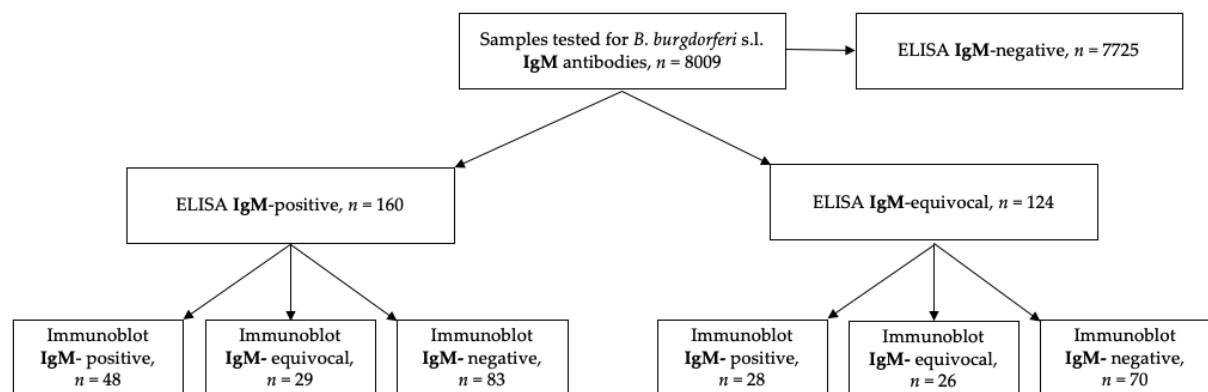 Samples tested for B. burgdorferi s.l.
IgM antibodies, n = 8009
ELISA IgM-negative, n = 7725
ELISA IgM-positive, n = 160
ELISA IgM-equivocal, n = 124
Immunoblot
IgM- positive,
n = 48
Immunoblot
IgM- equivocal,
n = 29
Immunoblot
IgM- negative,
n = 83
Immunoblot
IgM- positive,
n = 28
Immunoblot
IgM- equivocal,
n = 26
Immunoblot
IgM- negative,
n = 70